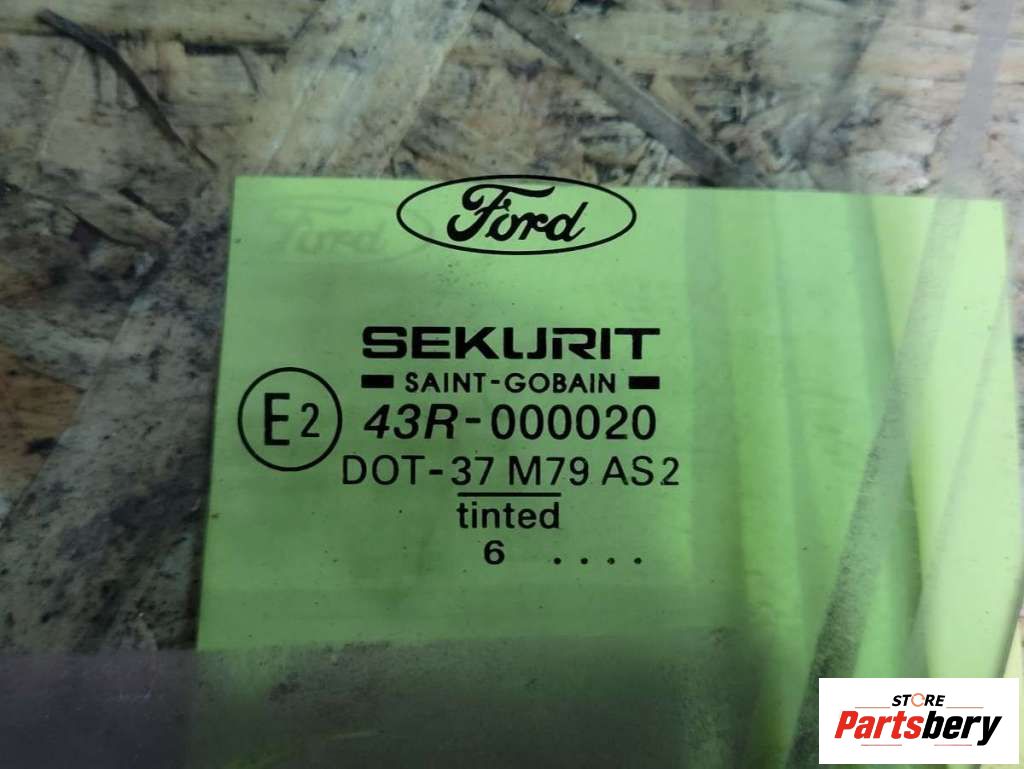 Ford
SEKURIT
SAINT-GOBAIN
E2 43R-000020
DOT-37 M79 AS2
tinted
6 ....
STORE
Partsbery